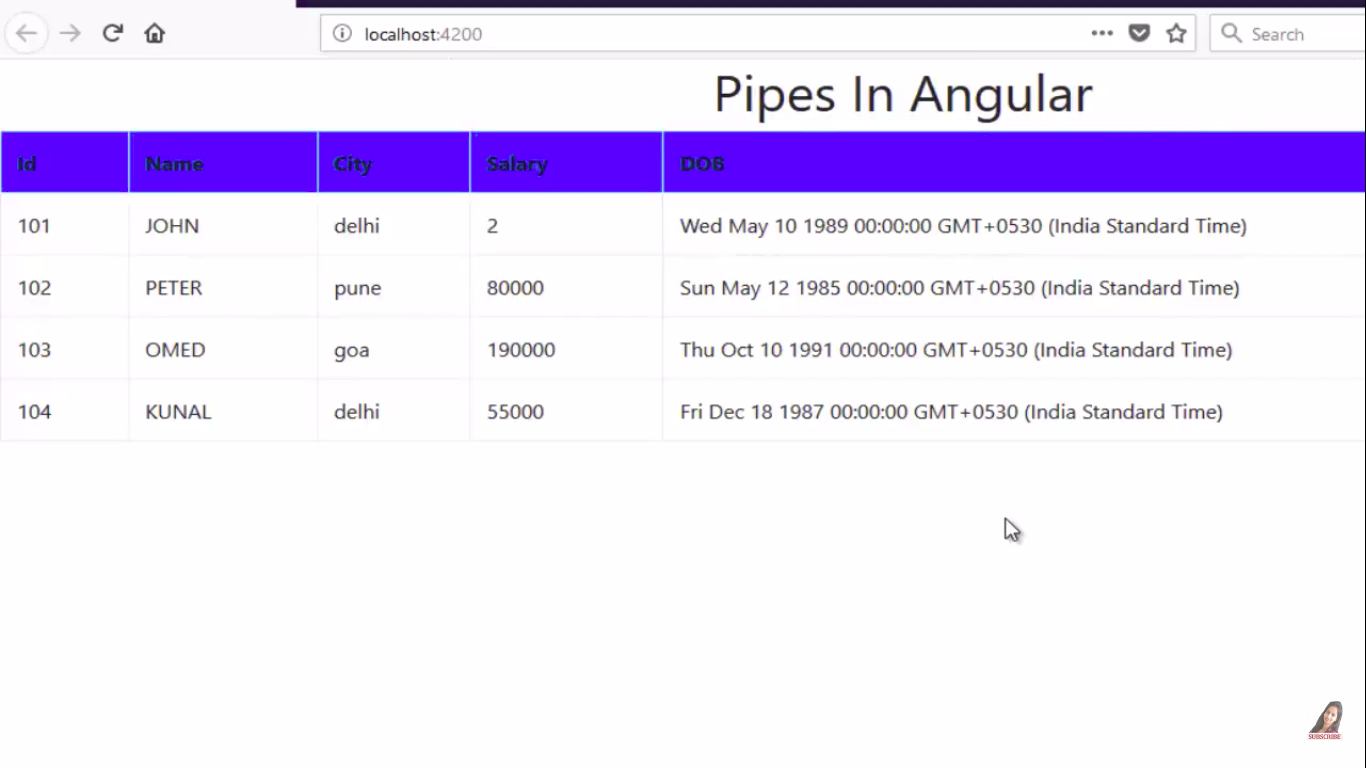 localhost:4200
Search
Pipes In Angular
Id Name City Salary DOB
101 JOHN delhi 2 Wed May 10 1989 00:00:00 GMT+0530 (India Standard Time)
102 PETER pune 80000 Sun May 12 1985 00:00:00 GMT+0530 (India Standard Time)
103 OMED goa 190000 Thu Oct 10 1991 00:00:00 GMT+0530 (India Standard Time)
104 KUNAL delhi 55000 Fri Dec 18 1987 00:00:00 GMT+0530 (India Standard Time)
SUBSCRIBE